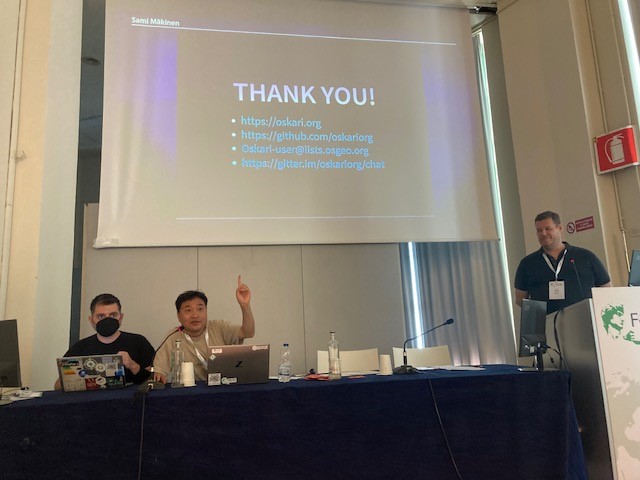 Sami Mäkinen
THANK YOU!
• https://oskari.org
• https://github.com/oskariorg
• Oskari-user@lists.osgeo.org
• https://gitter.im/oskariorg/chat
F